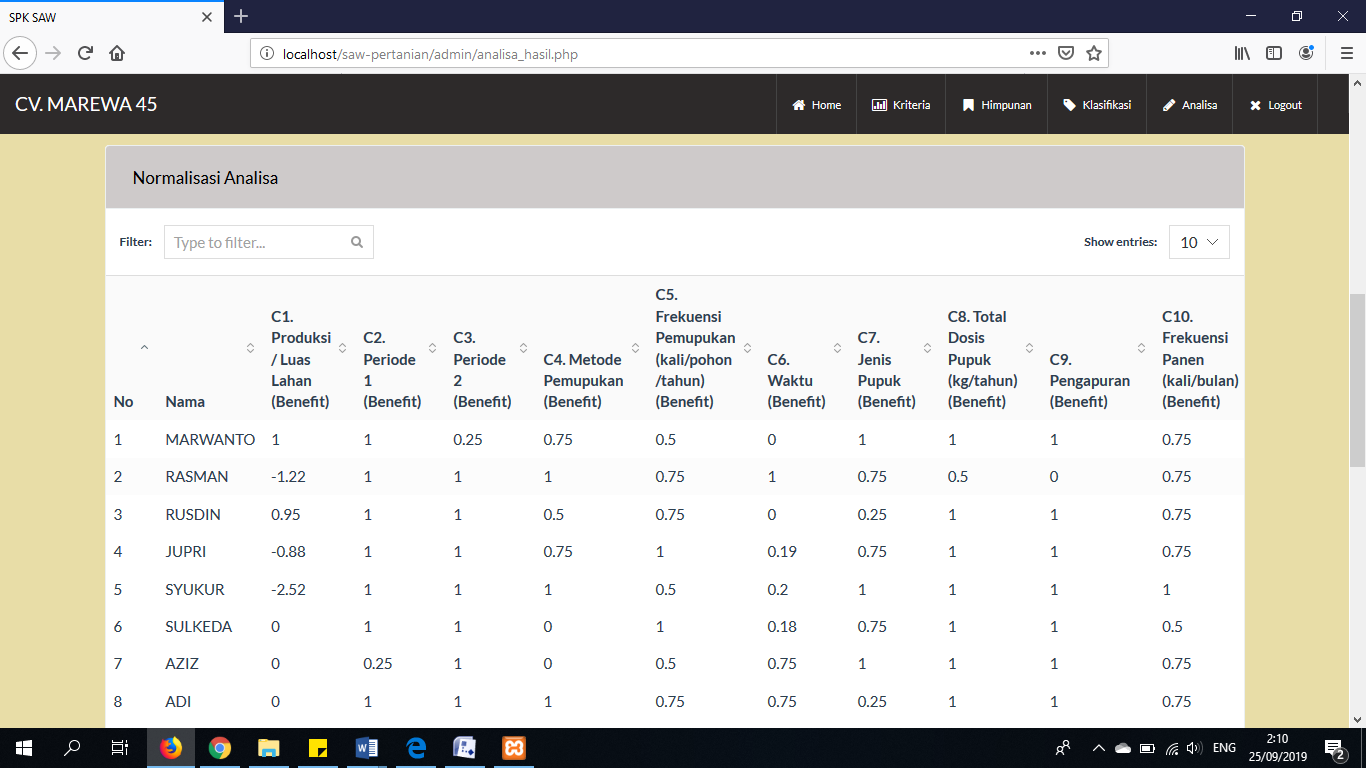 SPK SAW
localhost/saw-pertanian/admin/analisa_hasil.php
CV. MAREWA 45
Home
Kriteria
Himpunan
Klasifikasi
Analisa
Logout
Normalisasi Analisa
Filter:
Type to filter...
Show entries:
10
No
Nama
C1.
Produksi
/ Luas
Lahan
(Benefit)
C2.
Periode
1
(Benefit)
C3.
Periode
2
(Benefit)
C4. Metode
Pemupukan
(Benefit)
C5.
Frekuensi
Pemupukan
(kali/pohon
/tahun)
(Benefit)
C6.
Waktu
(Benefit)
C7.
Jenis
Pupuk
(Benefit)
C8. Total
Dosis
Pupuk
(kg/tahun)
(Benefit)
C9.
Pengapuran
(Benefit)
C10.
Frekuensi
Panen
(kali/bulan)
(Benefit)
1 MARWANTO 1 1 0.25 0.75 0.5 0 1 1 1 0.75
2 RASMAN -1.22 1 1 1 0.75 1 0.75 0.5 0 0.75
3 RUSDIN 0.95 1 1 0.5 0.75 0 0.25 1 1 0.75
4 JUPRI -0.88 1 1 0.75 1 0.19 0.75 1 1 0.75
5 SYUKUR -2.52 1 1 1 0.5 0.2 1 1 1 1
6 SULKEDA 0 1 1 0 1 0.18 0.75 1 1 0.5
7 AZIZ 0 0.25 1 0 0.5 0.75 1 1 1 0.75
8 ADI 0 1 1 1 0.75 0.75 0.25 1 1 0.75
ENG
2:10
25/09/2019
2